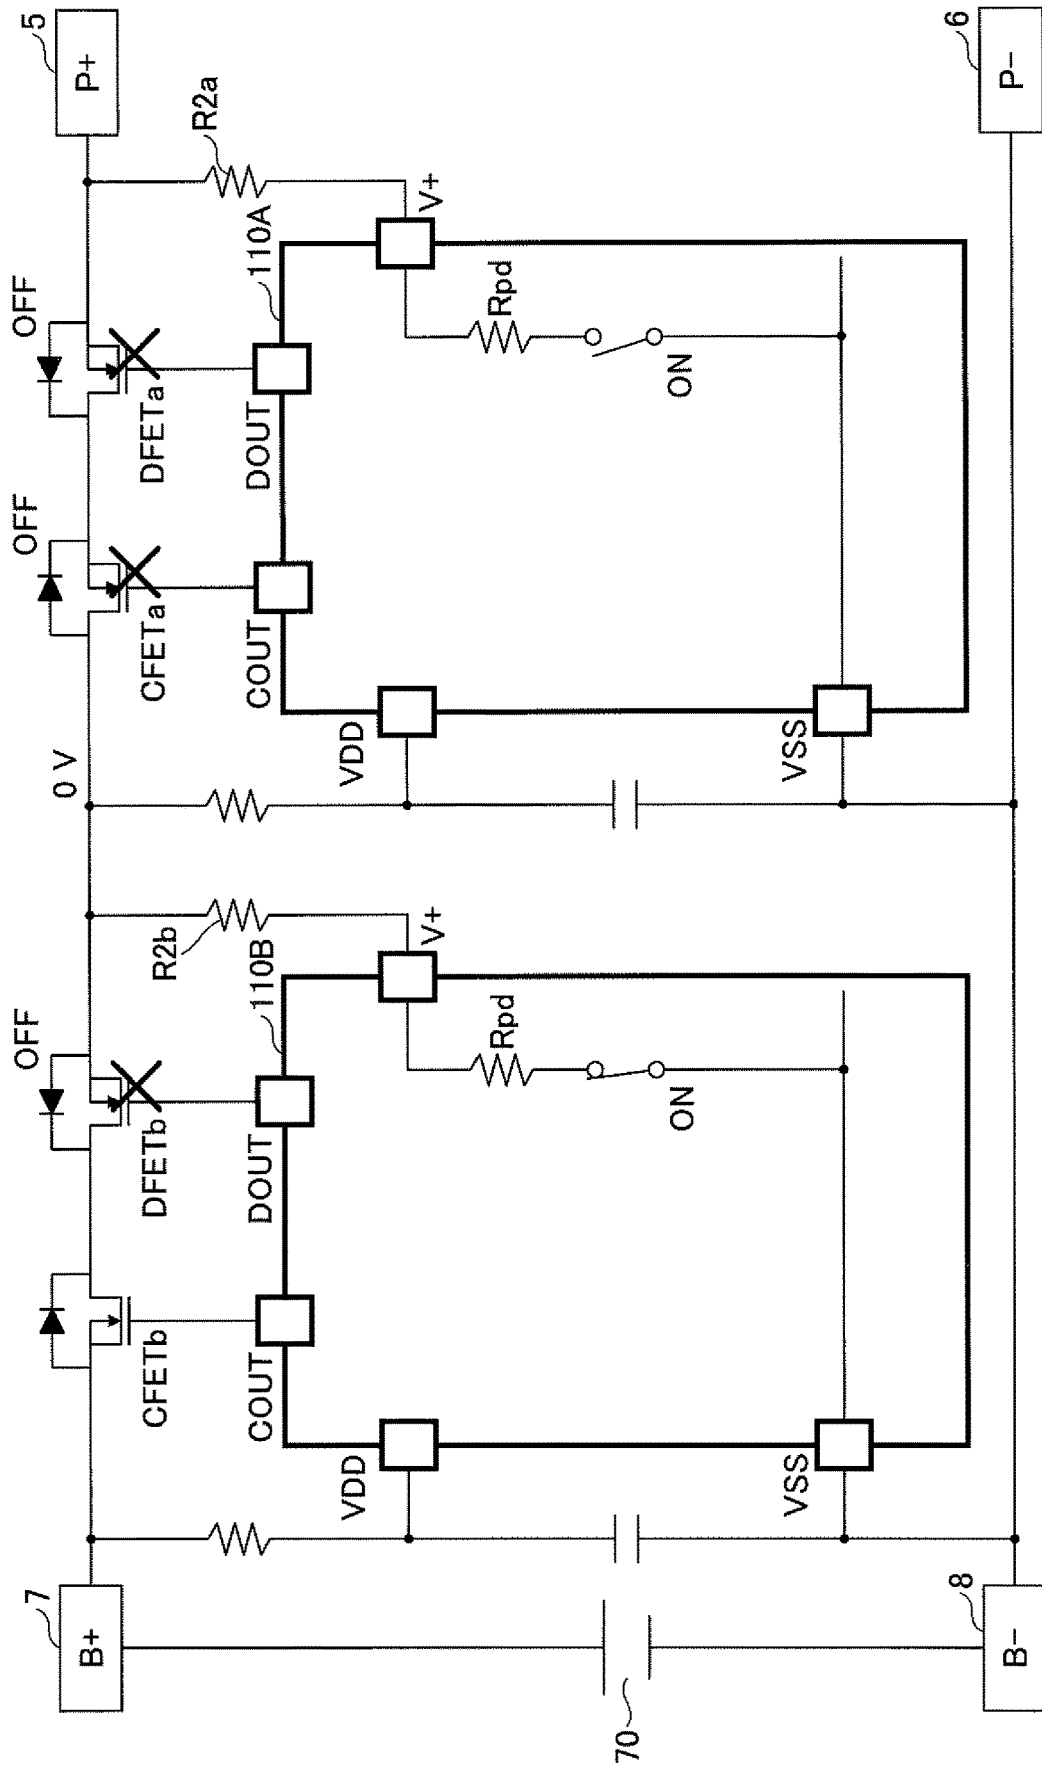 7
B+
OFF
0 V
OFF
OFF
5
P+
CFETb
DFETb
R2b
CFETa
DFETa
R2a
COUT
DOUT
110B
COUT
DOUT
110A
VDD
V+
VDD
V+
Rpd
Rpd
70
ON
ON
VSS
VSS
8
B−
6
P−